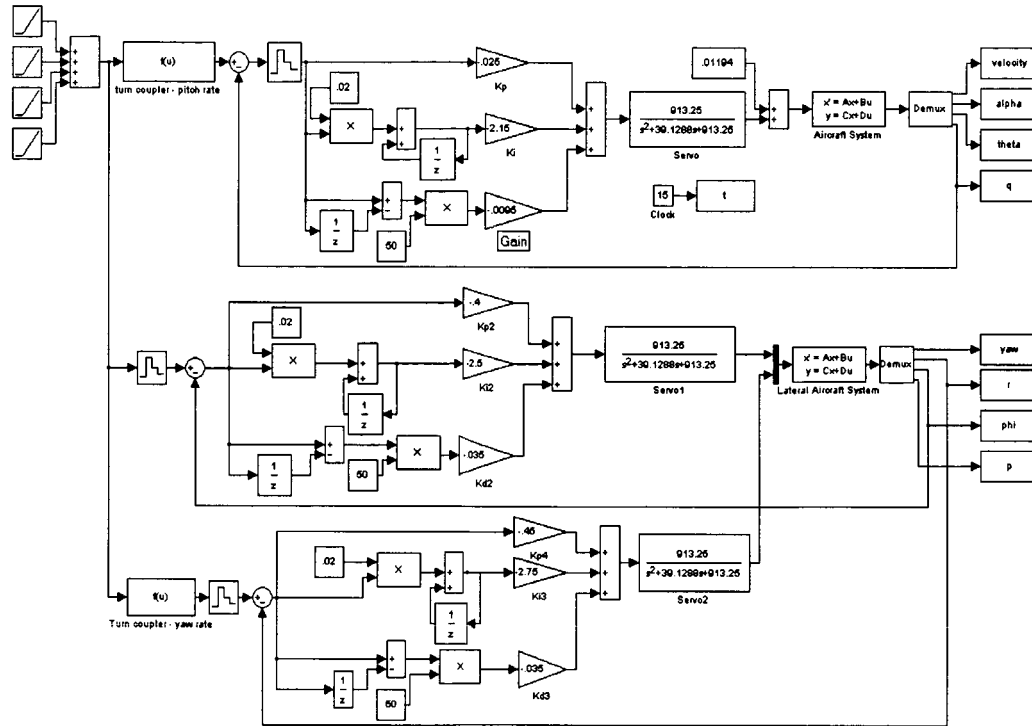 +
+
+
+
f(u)
turn coupler - pitch rate
+
-
.02
×
+
+
1
z
+
-
1
z
50
×
-.025
Kp
-2.15
Ki
-.0095
Gain
+
+
+
913.25
s²+39.1288s+913.25
Servo
.01194
+
+
x' = Ax+Bu
y = Cx+Du
Aircraft System
Demux
velocity
alpha
theta
q
15
Clock
t
+
-
.02
×
+
+
1
z
+
-
1
z
50
×
-.4
Kp2
-2.5
Ki2
-.035
Kd2
+
+
+
913.25
s²+39.1288s+913.25
Servo1
x' = Ax+Bu
y = Cx+Du
Lateral Aircraft System
Demux
yaw
r
phi
p
f(u)
Turn coupler - yaw rate
+
-
.02
×
+
+
1
z
+
-
1
z
50
×
-.45
Kp4
-2.75
Ki3
-.035
Kd3
+
+
+
913.25
s²+39.1288s+913.25
Servo2